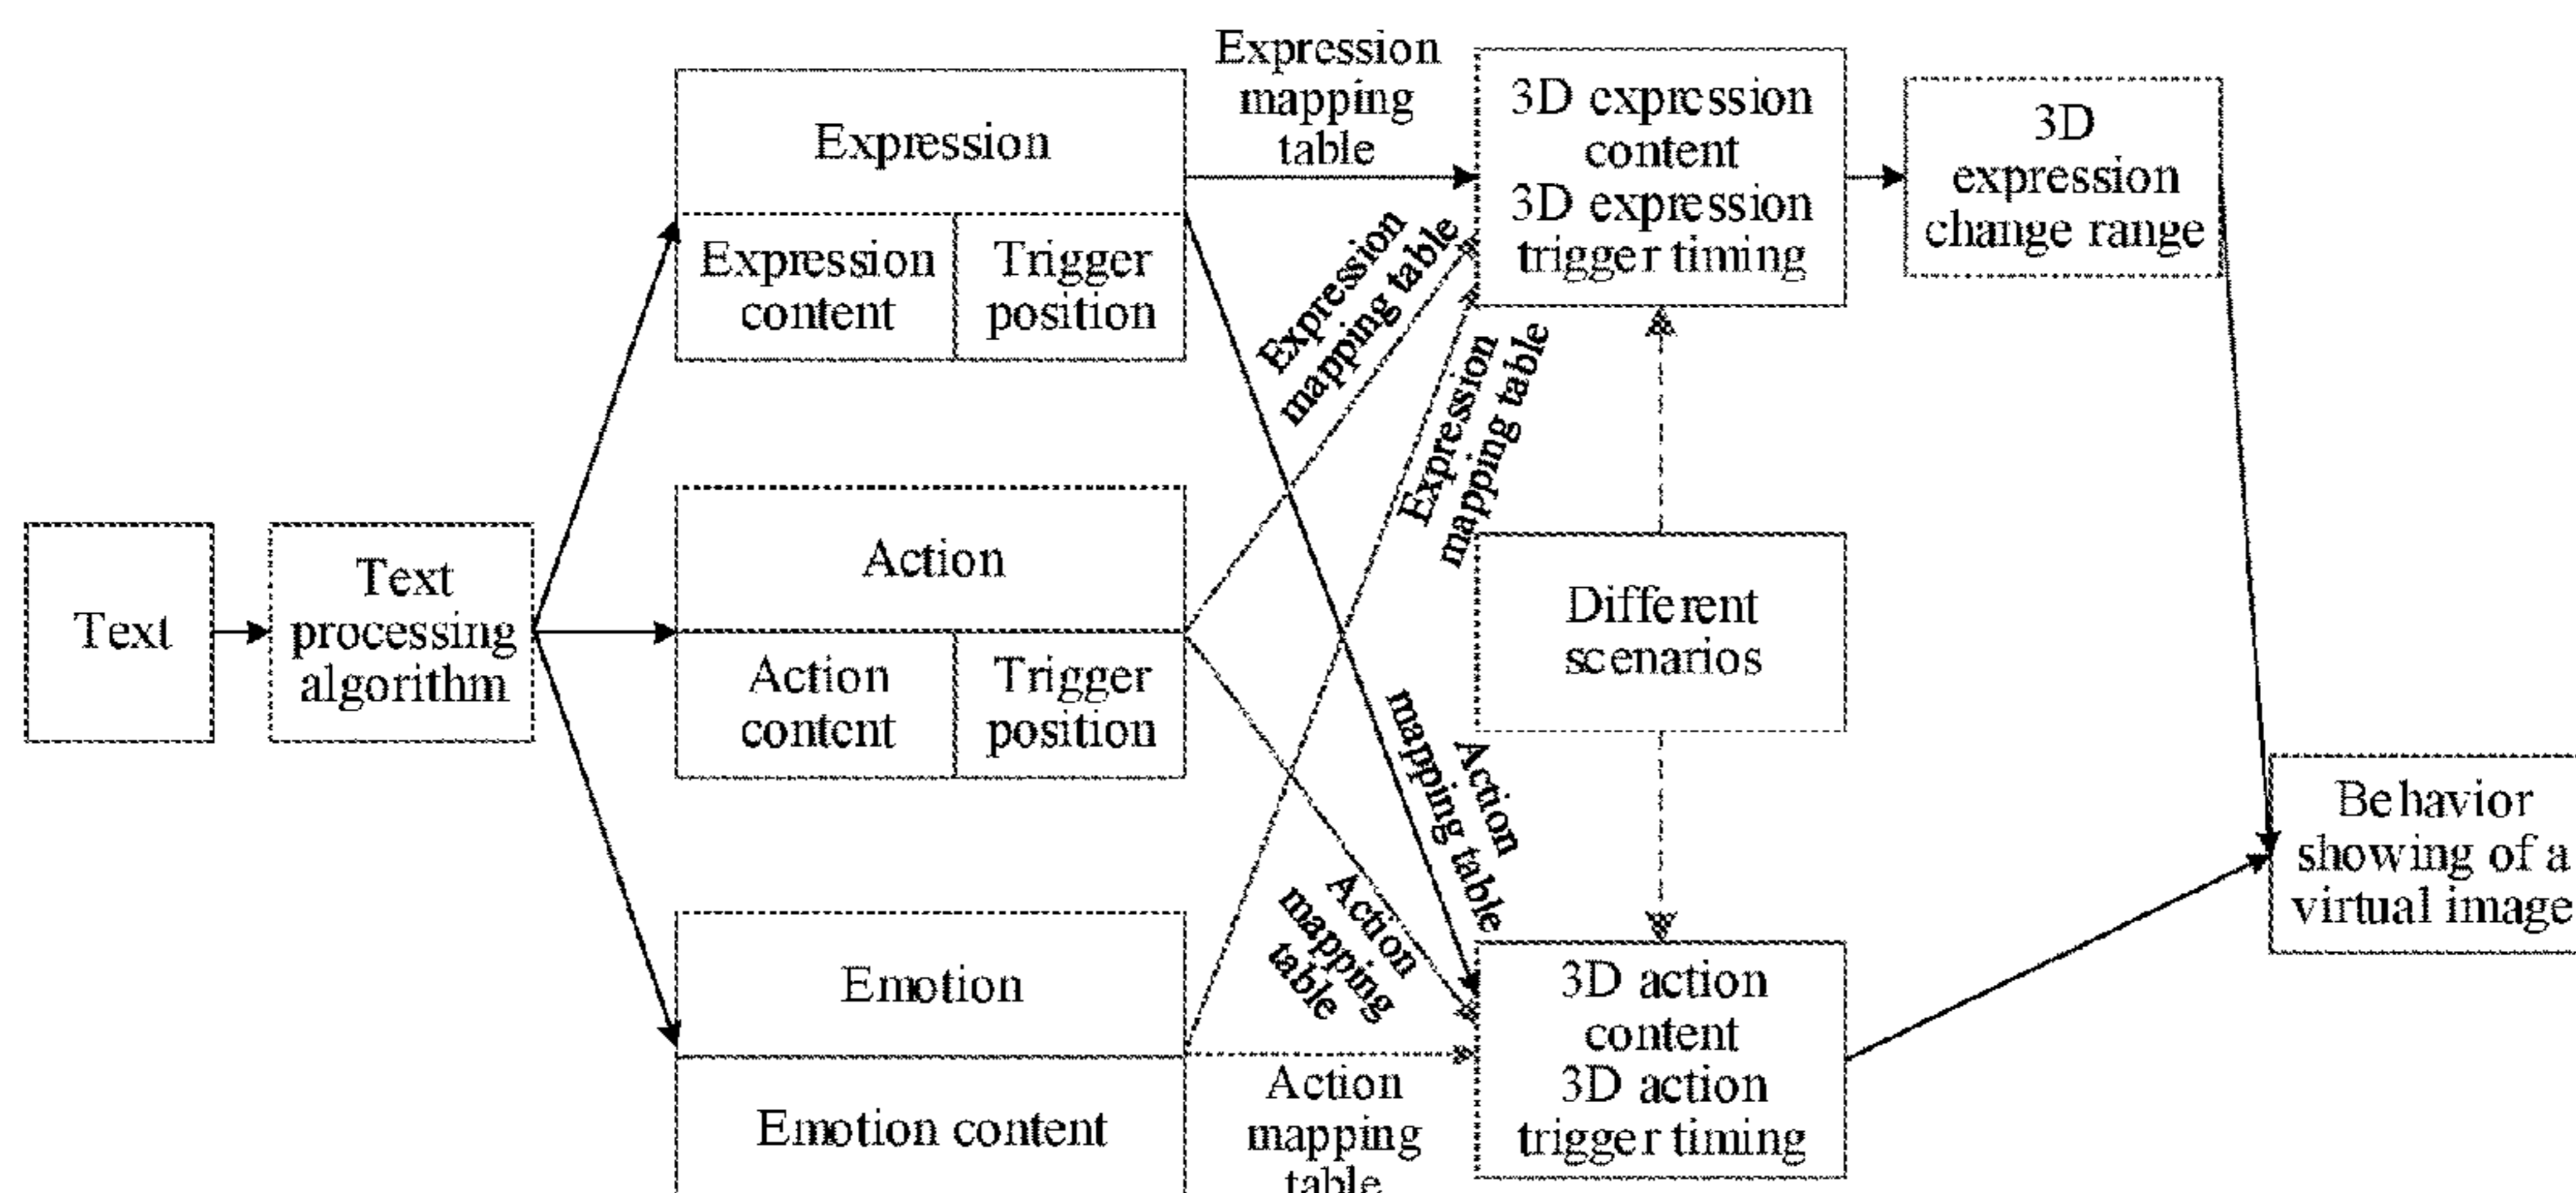 Text
Text
processing
algorithm
Expression
Expression
content
Trigger
position
Action
Action
content
Trigger
position
Emotion
Emotion content
Expression
mapping
table
Expression
mapping table
Expression
mapping table
Action
mapping table
Action
mapping
table
Action
mapping
table
3D expression
content
3D expression
trigger timing
Different
scenarios
3D action
content
3D action
trigger timing
3D
expression
change range
Behavior
showing of a
virtual image